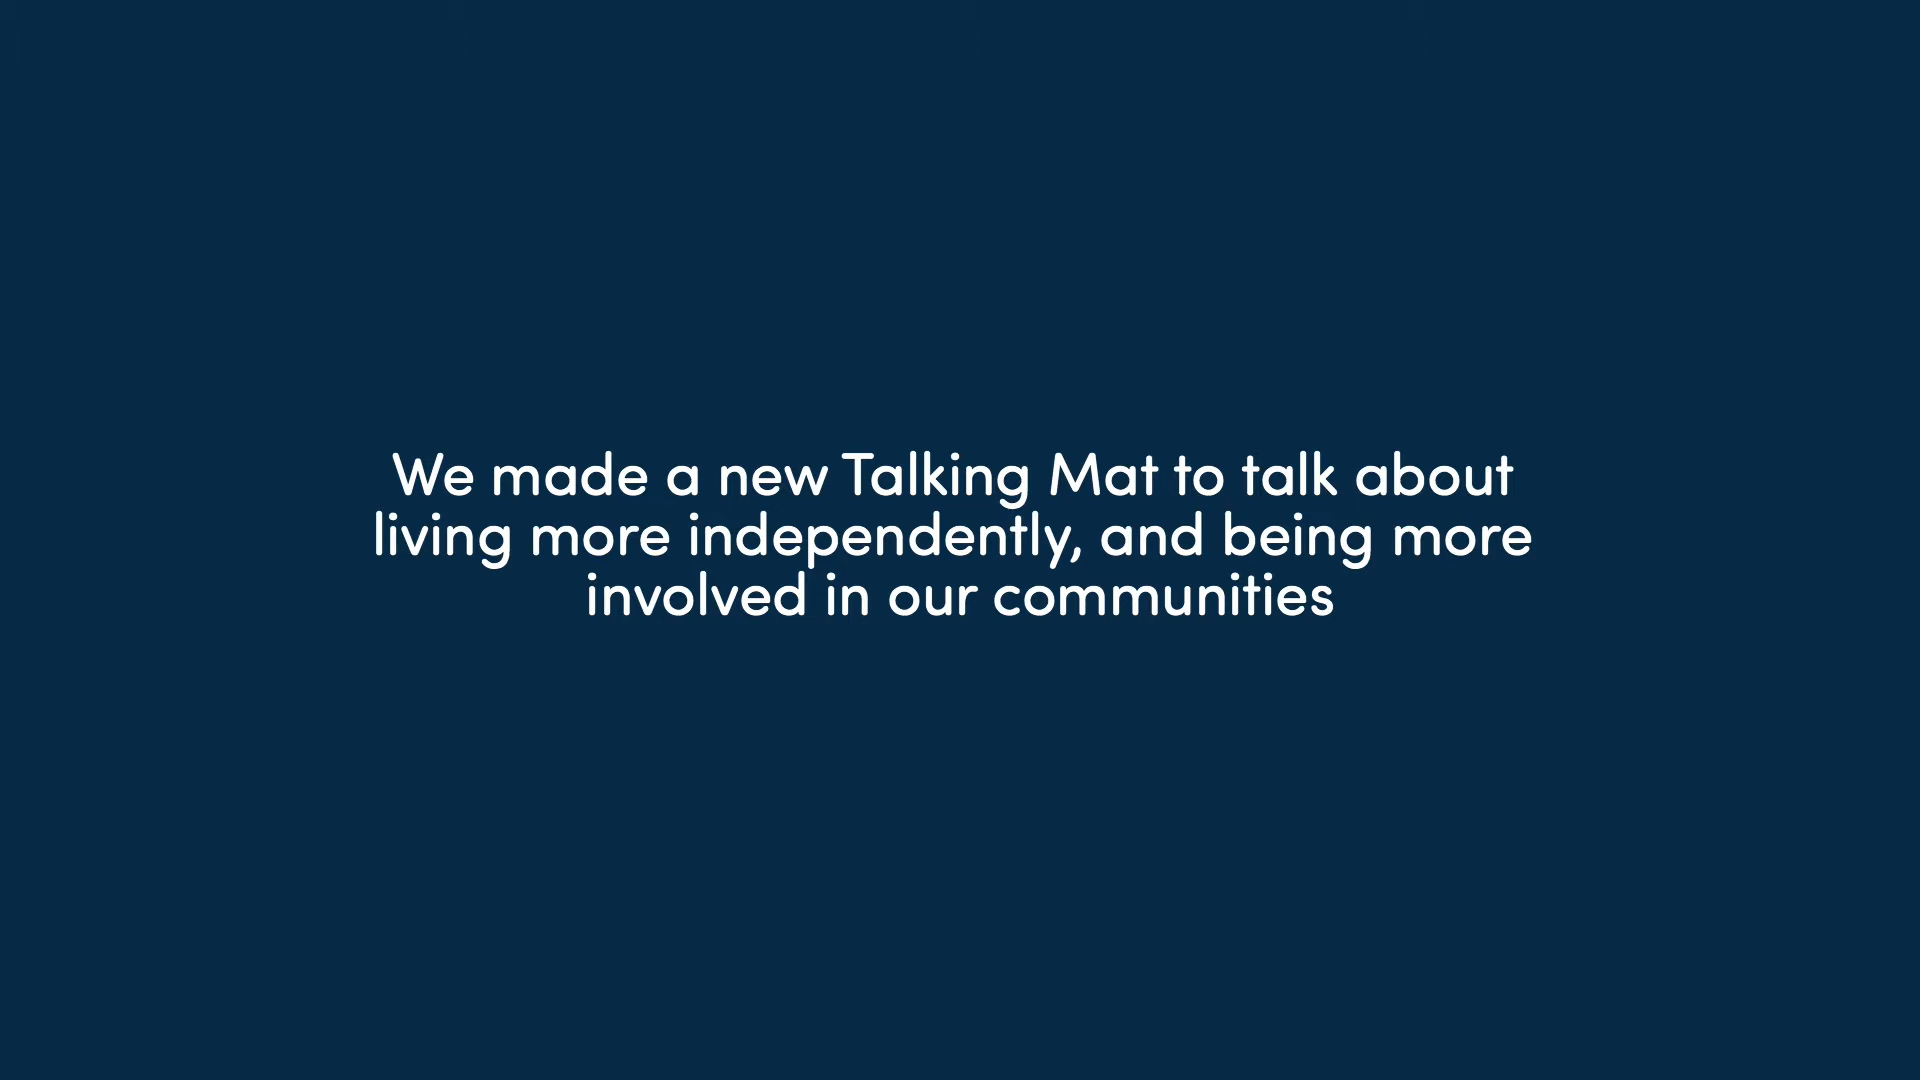 We made a new Talking Mat to talk about
living more independently, and being more
involved in our communities